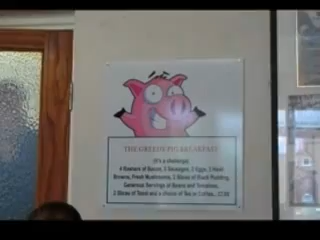 THE GREEDY PIG BREAKFAST
(It's a challenge)
4 Rashers of Bacon, 3 Sausages, 2 Eggs, 2 Hash
Browns, Fresh Mushrooms, 2 Slices of Black Pudding,
Generous Servings of Beans and Tomatoes,
2 Slices of Toast and a choice of Tea or Coffee...